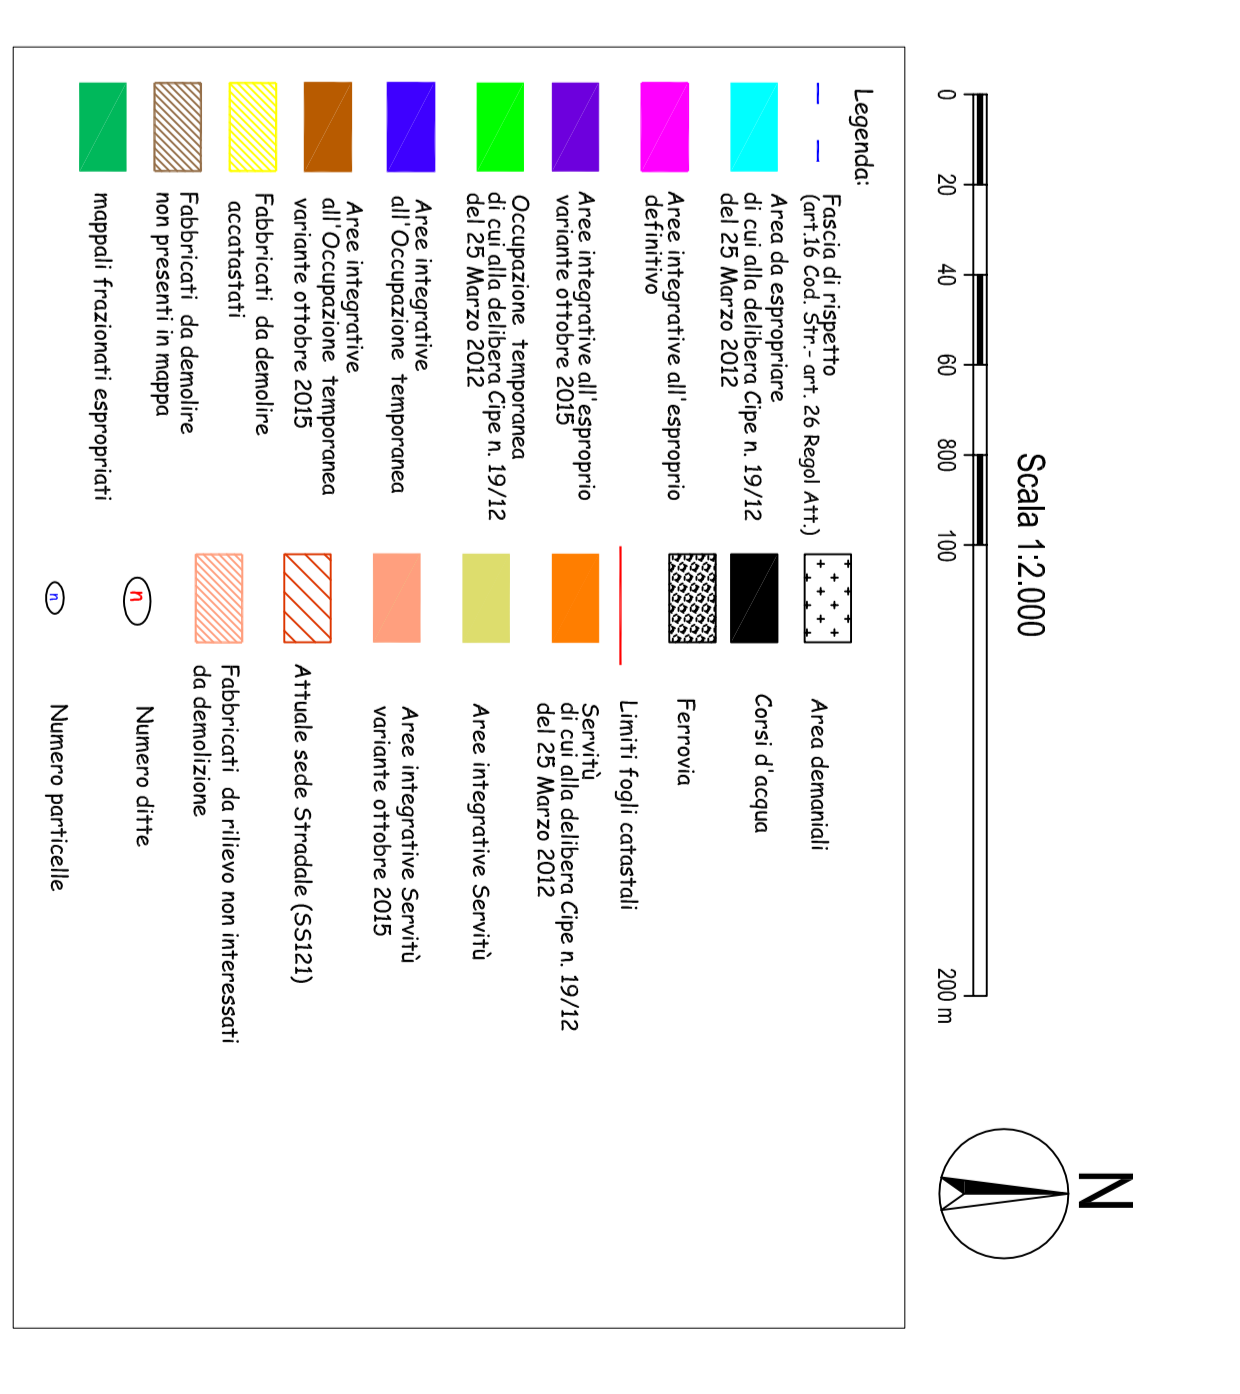 Scala 1:2.000
N
0
20
40
60
800
100
200 m
Legenda:
Fascia di rispetto
(art.16 Cod. Str.- art. 26 Regol Att.)
Area da espropriare
di cui alla delibera Cipe n. 19/12
del 25 Marzo 2012
Aree integrative all'esproprio
definitivo
Aree integrative all'esproprio
variante ottobre 2015
Occupazione temporanea
di cui alla delibera Cipe n. 19/12
del 25 Marzo 2012
Aree integrative
all'Occupazione temporanea
Aree integrative
all'Occupazione temporanea
variante ottobre 2015
Fabbricati da demolire
accatastati
Fabbricati da demolire
non presenti in mappa
mappali frazionati espropriati
Area demaniali
Corsi d'acqua
Ferrovia
Limiti fogli catastali
Servitù
di cui alla delibera Cipe n. 19/12
del 25 Marzo 2012
Aree integrative Servitù
Aree integrative Servitù
variante ottobre 2015
Attuale sede Stradale (SS121)
Fabbricati da rilievo non interessati
da demolizione
n
Numero ditte
n
Numero particelle